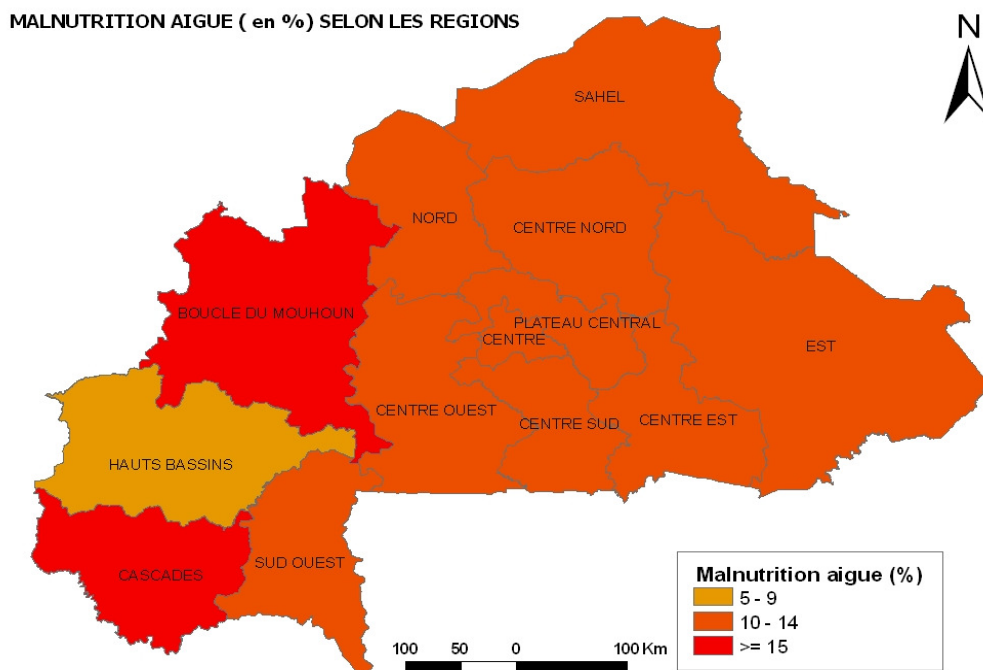 MALNUTRITION AIGUE ( en %) SELON LES REGIONS
N
SAHEL
NORD
CENTRE NORD
BOUCLE DU MOUHOUN
PLATEAU CENTRAL
CENTRE
EST
CENTRE OUEST
CENTRE SUD
CENTRE EST
HAUTS BASSINS
SUD OUEST
CASCADES
Malnutrition aigue (%)
5 - 9
10 - 14
>= 15
100 50 0 100 Km